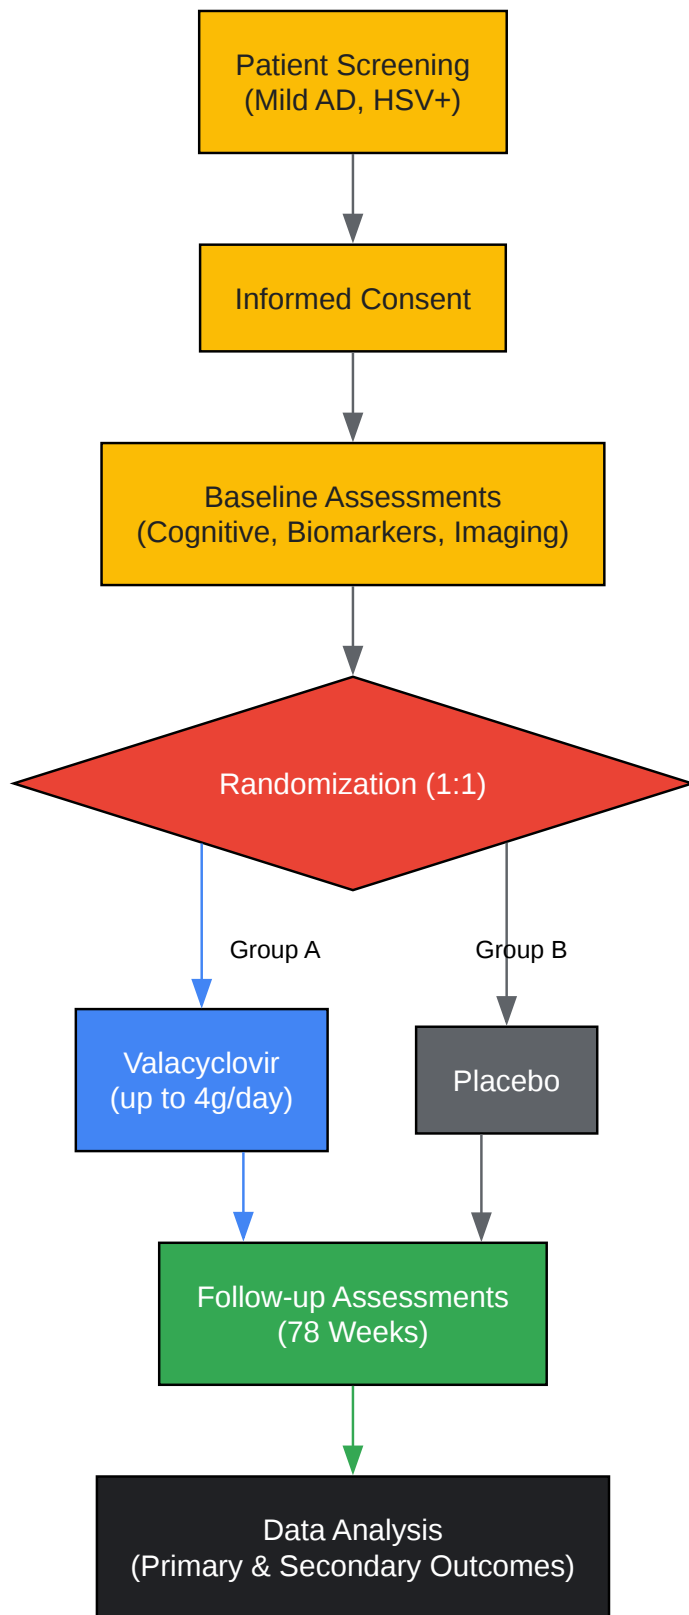 Patient Screening
(Mild AD, HSV+)
Informed Consent
Baseline Assessments
(Cognitive, Biomarkers, Imaging)
Randomization (1:1)
Group A
Group B
Valacyclovir
(up to 4g/day)
Placebo
Follow-up Assessments
(78 Weeks)
Data Analysis
(Primary & Secondary Outcomes)